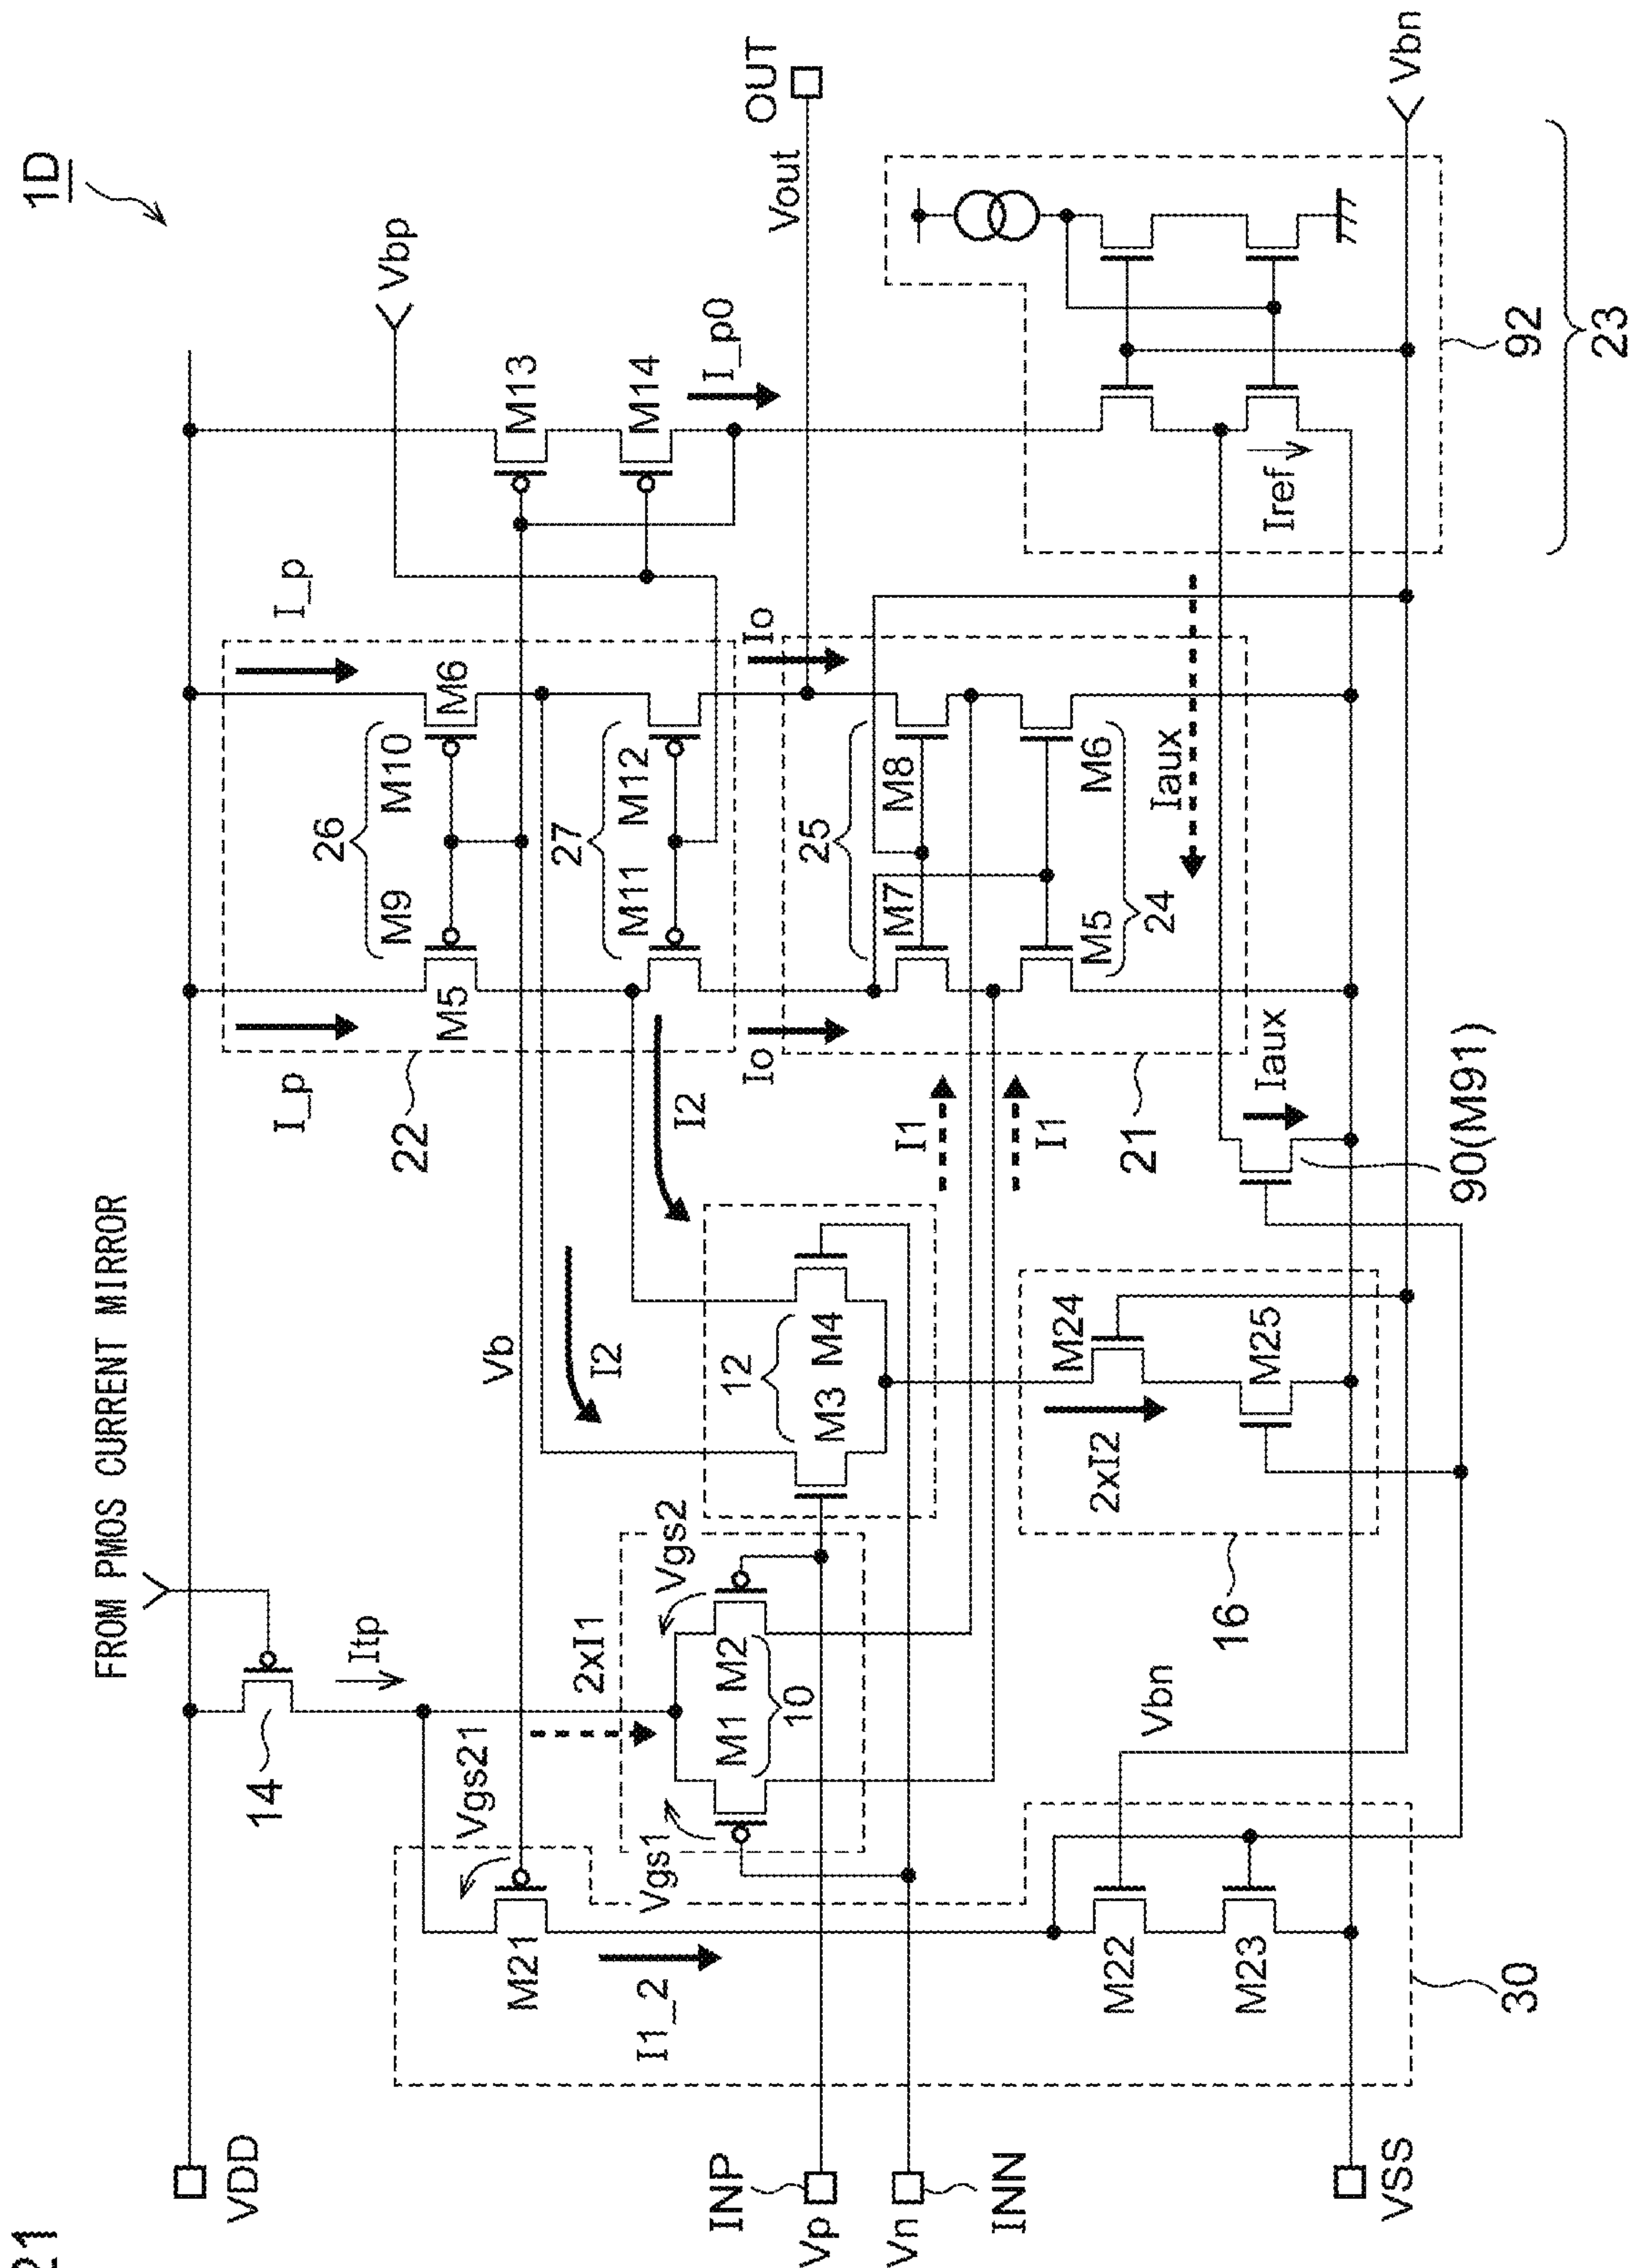 21
1D
FROM PMOS CURRENT MIRROR
VDD
14
Itp
I_p
I_p
22
26
M9
M10
M5
M6
27
M11
M12
Vbp
M13
M14
I_p0
Vgs21
M21
I1_2
Vb
2xI1
I2
I2
Io
Io
OUT
Vout
Vgs1
Vgs2
M1
M2
10
12
M3
M4
I1
I1
INP
Vp
Vn
INN
25
M7
M8
M5
M6
24
21
Iaux
Iref
92
23
Vbn
M22
M23
30
Vbn
2xI2
M24
M25
16
Iaux
90(M91)
VSS